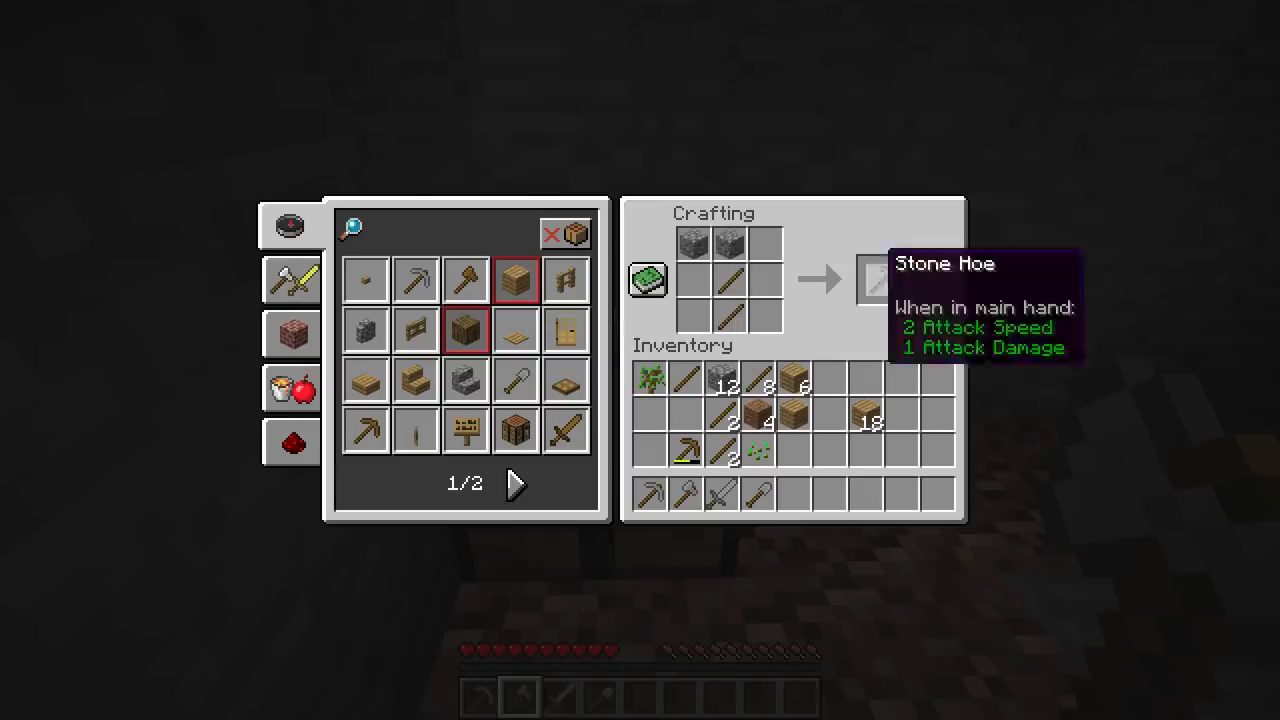 Crafting
Stone Hoe
When in main hand:
2 Attack Speed
1 Attack Damage
Inventory
12 8 6
2 4 18
2
1/2